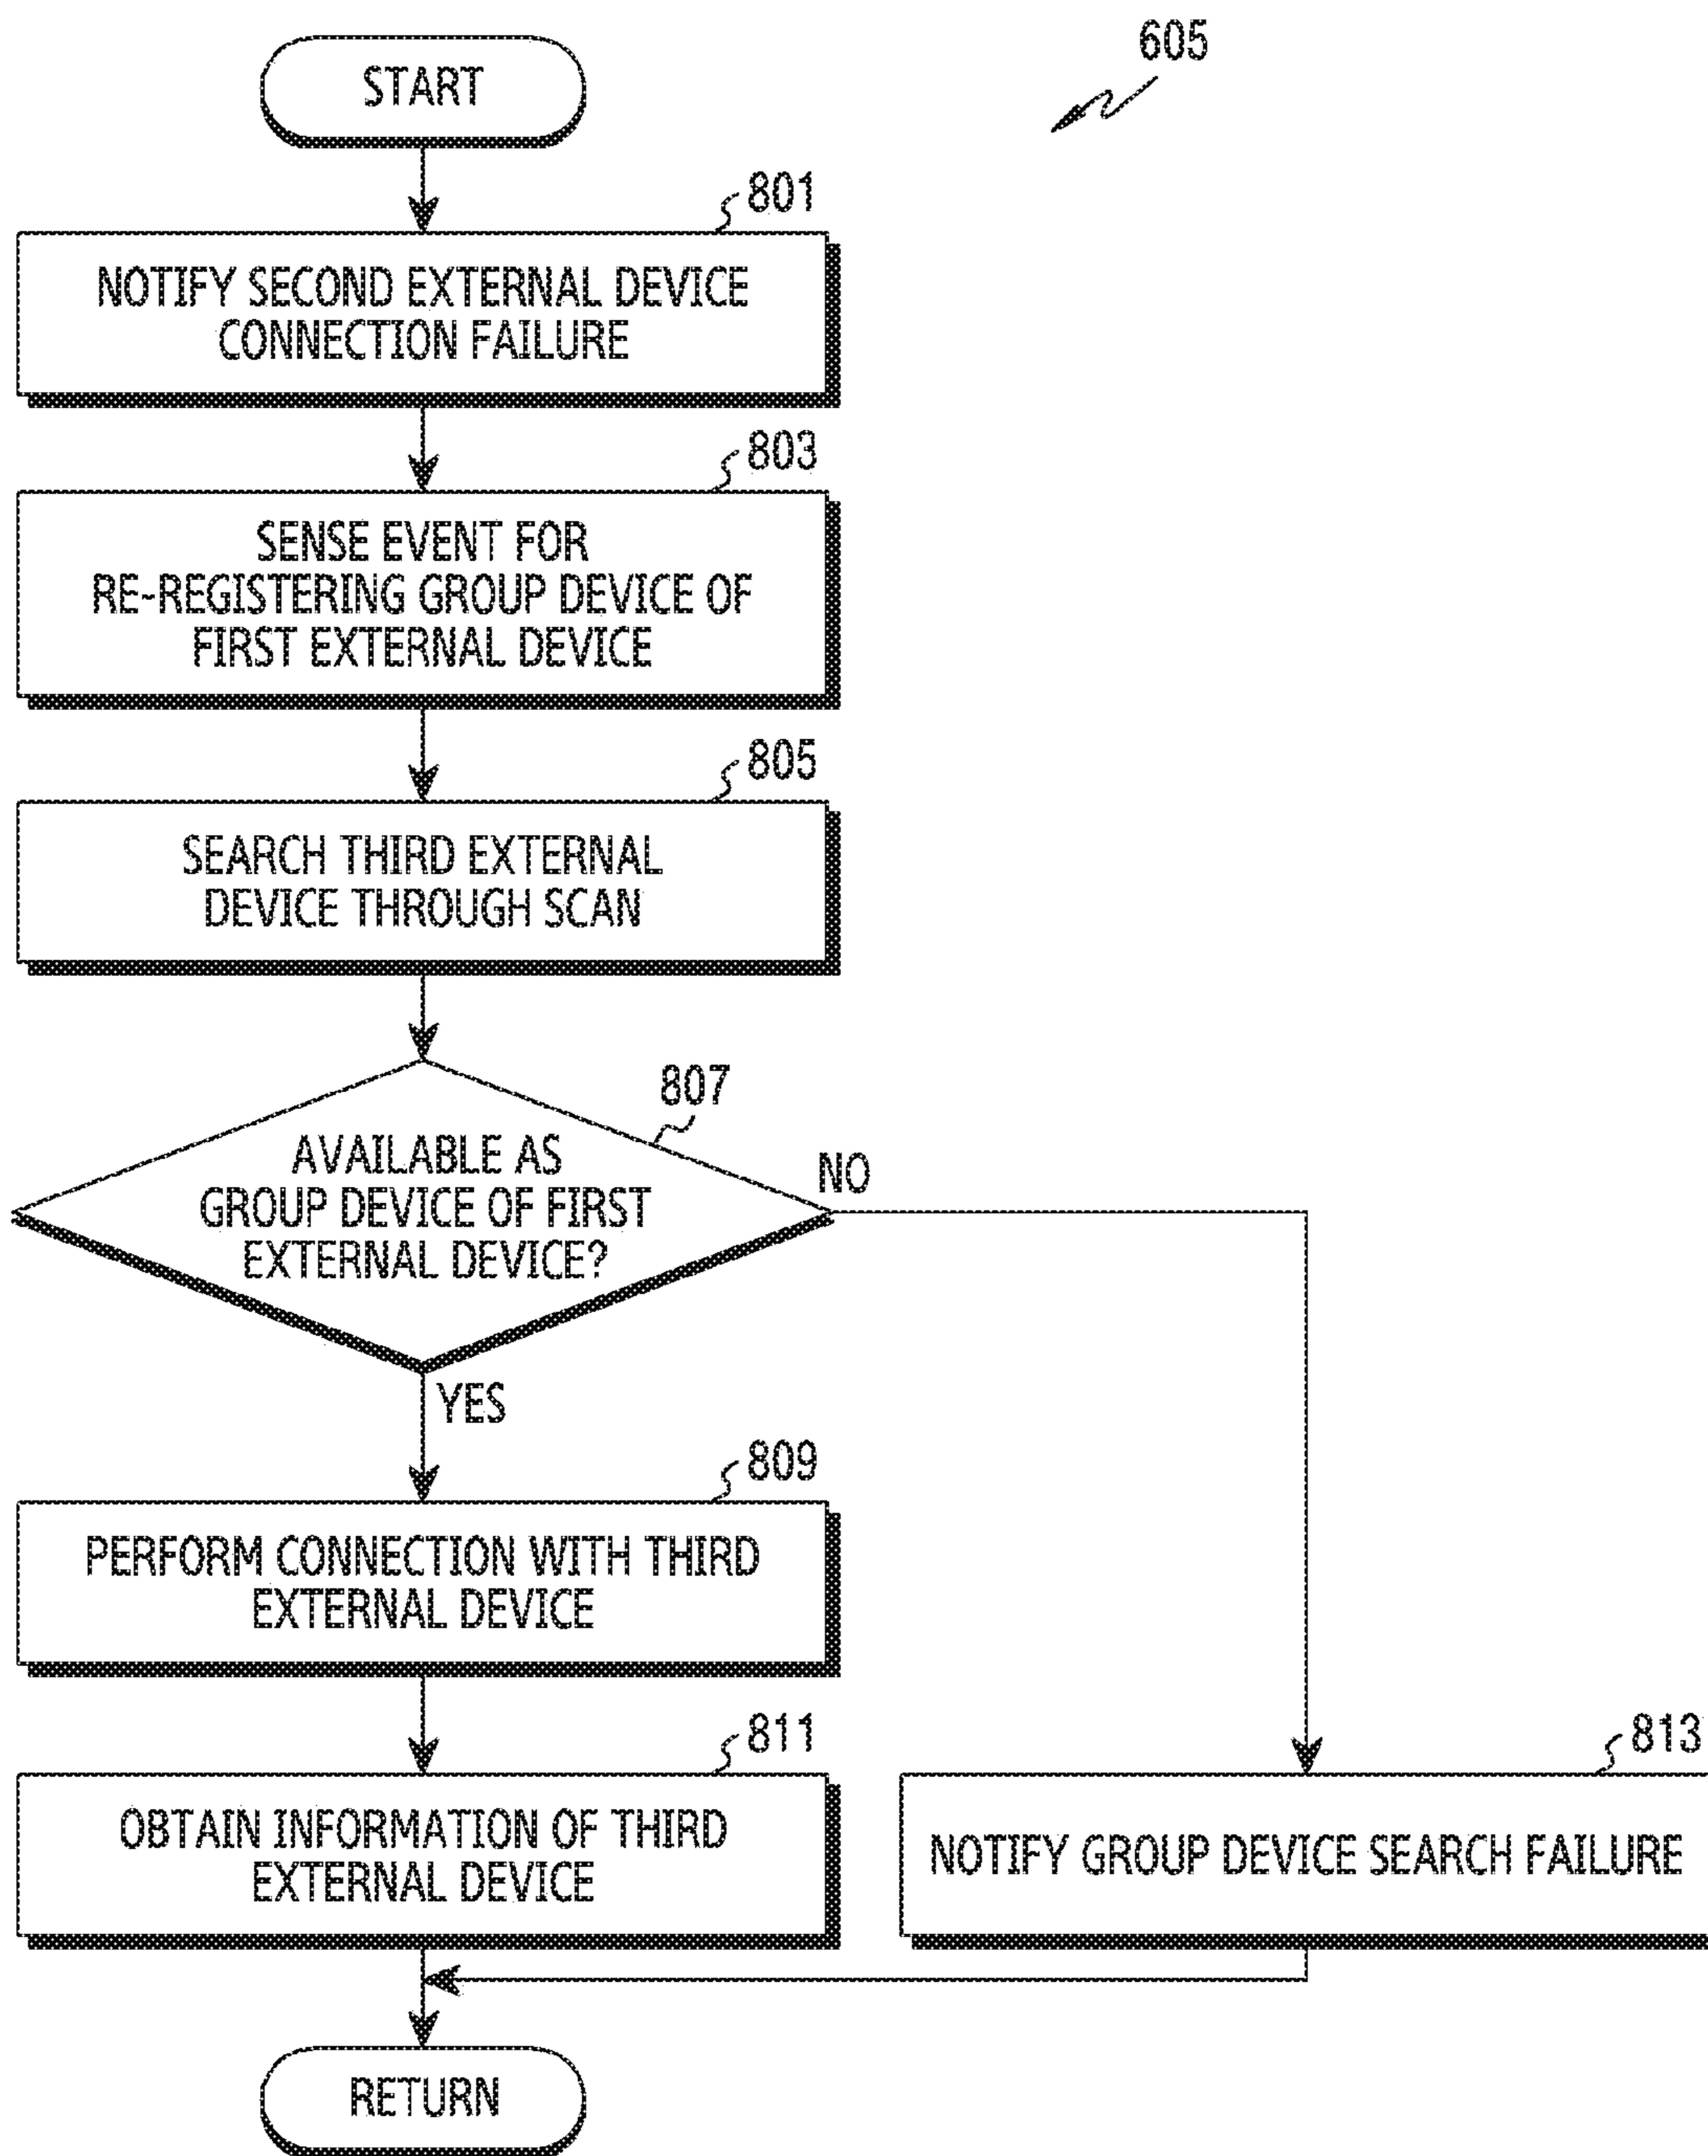 605
START
801
NOTIFY SECOND EXTERNAL DEVICE
CONNECTION FAILURE
803
SENSE EVENT FOR
RE-REGISTERING GROUP DEVICE OF
FIRST EXTERNAL DEVICE
805
SEARCH THIRD EXTERNAL
DEVICE THROUGH SCAN
807
AVAILABLE AS
GROUP DEVICE OF FIRST
EXTERNAL DEVICE?
NO
YES
809
PERFORM CONNECTION WITH THIRD
EXTERNAL DEVICE
811
OBTAIN INFORMATION OF THIRD
EXTERNAL DEVICE
813
NOTIFY GROUP DEVICE SEARCH FAILURE
RETURN